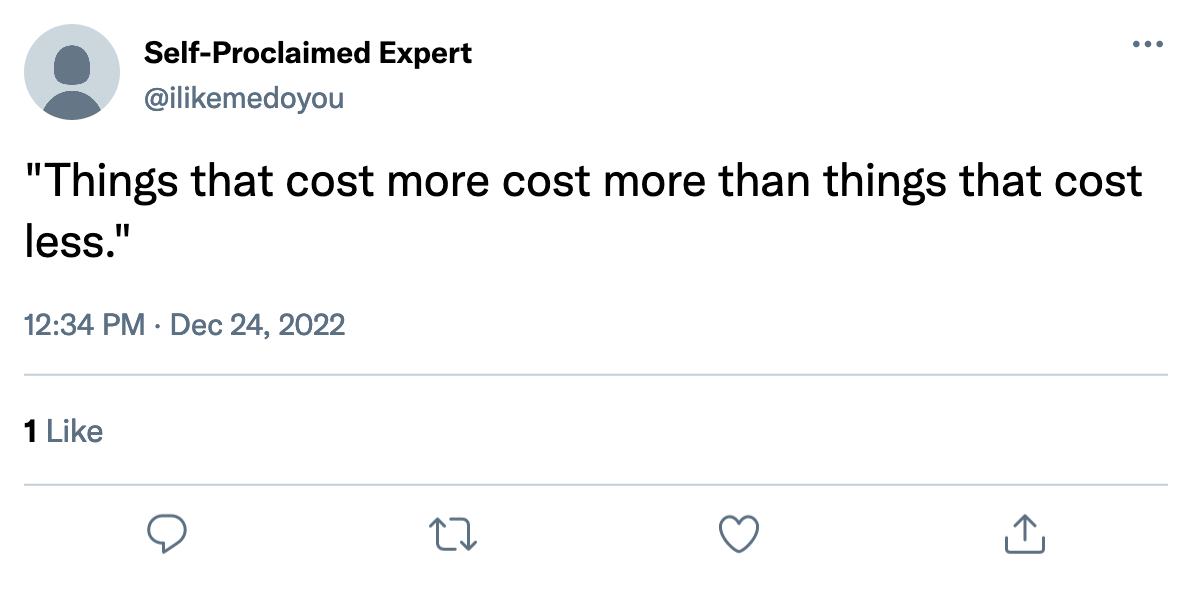 Self-Proclaimed Expert
@ilikemedoyou
"Things that cost more cost more than things that cost
less."
12:34 PM · Dec 24, 2022
1 Like